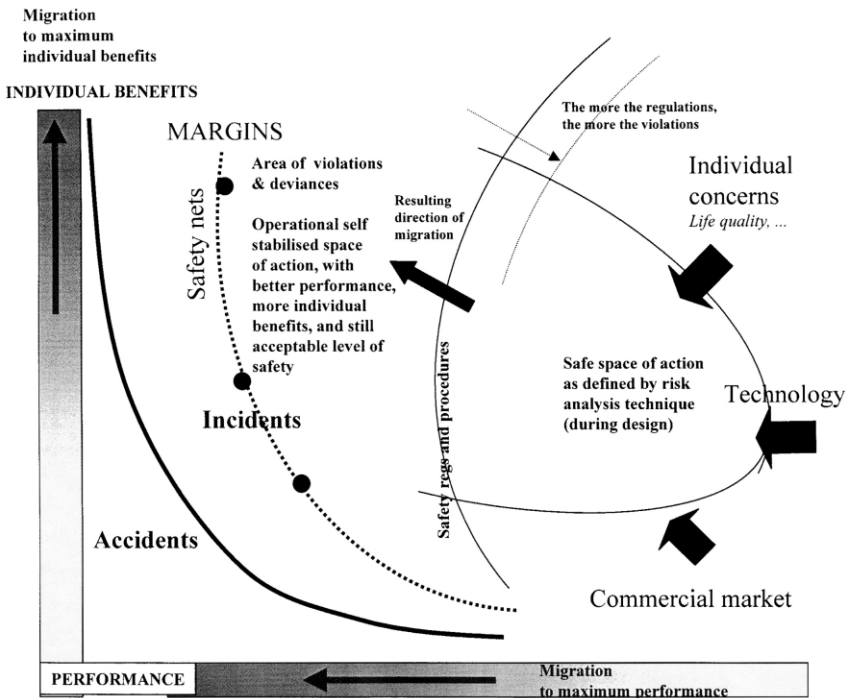 Migration
to maximum
individual benefits
INDIVIDUAL BENEFITS
MARGINS
Safety nets
Area of violations
& deviances
Operational self
stabilised space
of action, with
better performance,
more individual
benefits, and still
acceptable level of
safety
Incidents
Accidents
Resulting
direction of
migration
Safety regs and procedures
The more the regulations,
the more the violations
Individual
concerns
Life quality, ...
Safe space of action
as defined by risk
analysis technique
(during design)
Technology
Commercial market
PERFORMANCE
Migration
to maximum performance